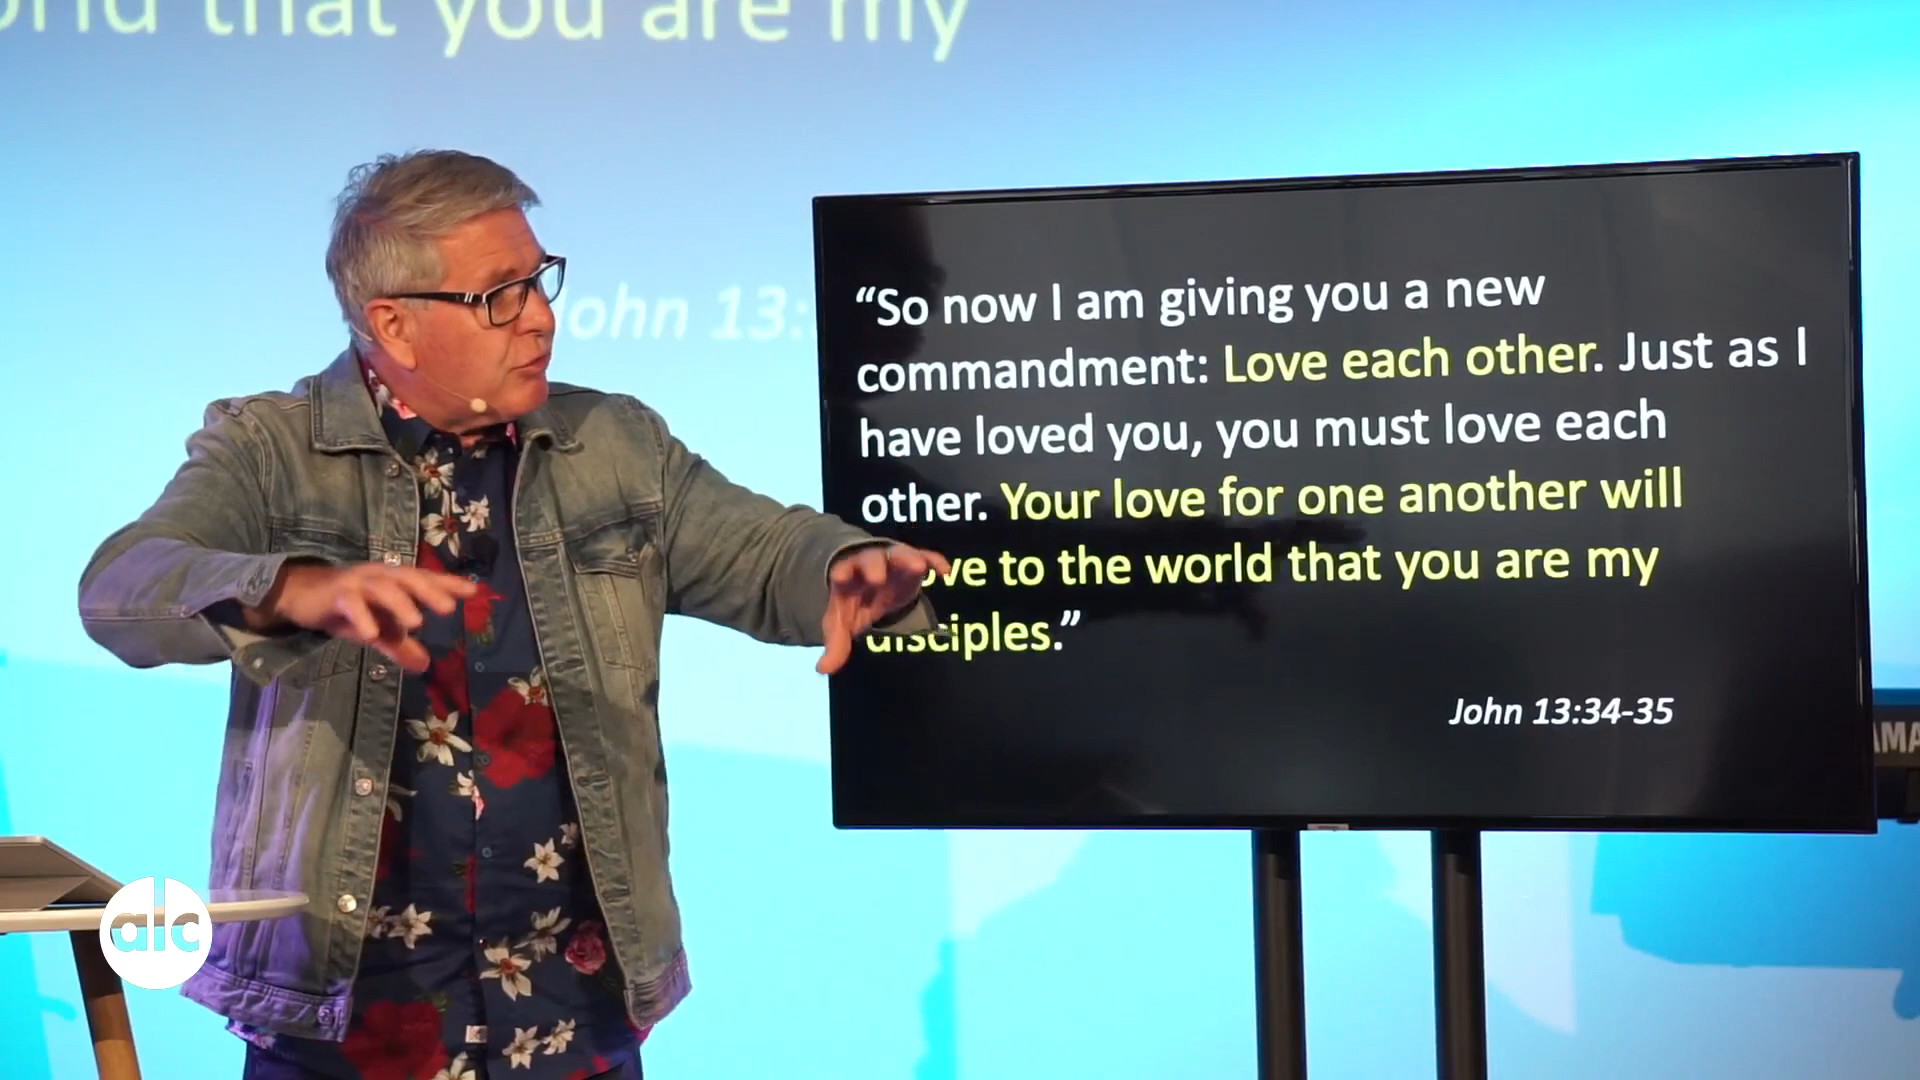 that you are my
John 13:
“So now I am giving you a new
commandment: Love each other. Just as I
have loved you, you must love each
other. Your love for one another will
to the world that you are my
disciples.”
John 13:34-35
alc